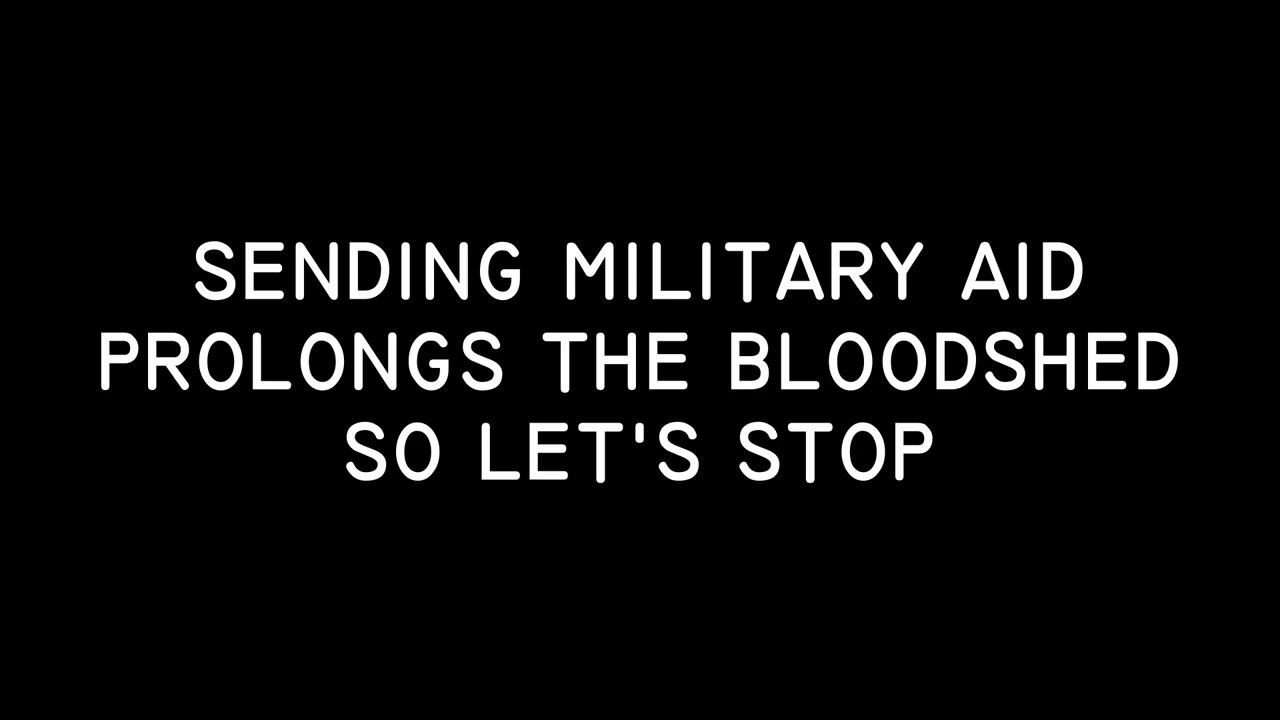 SENDING MILITARY AID
PROLONGS THE BLOODSHED
SO LET'S STOP